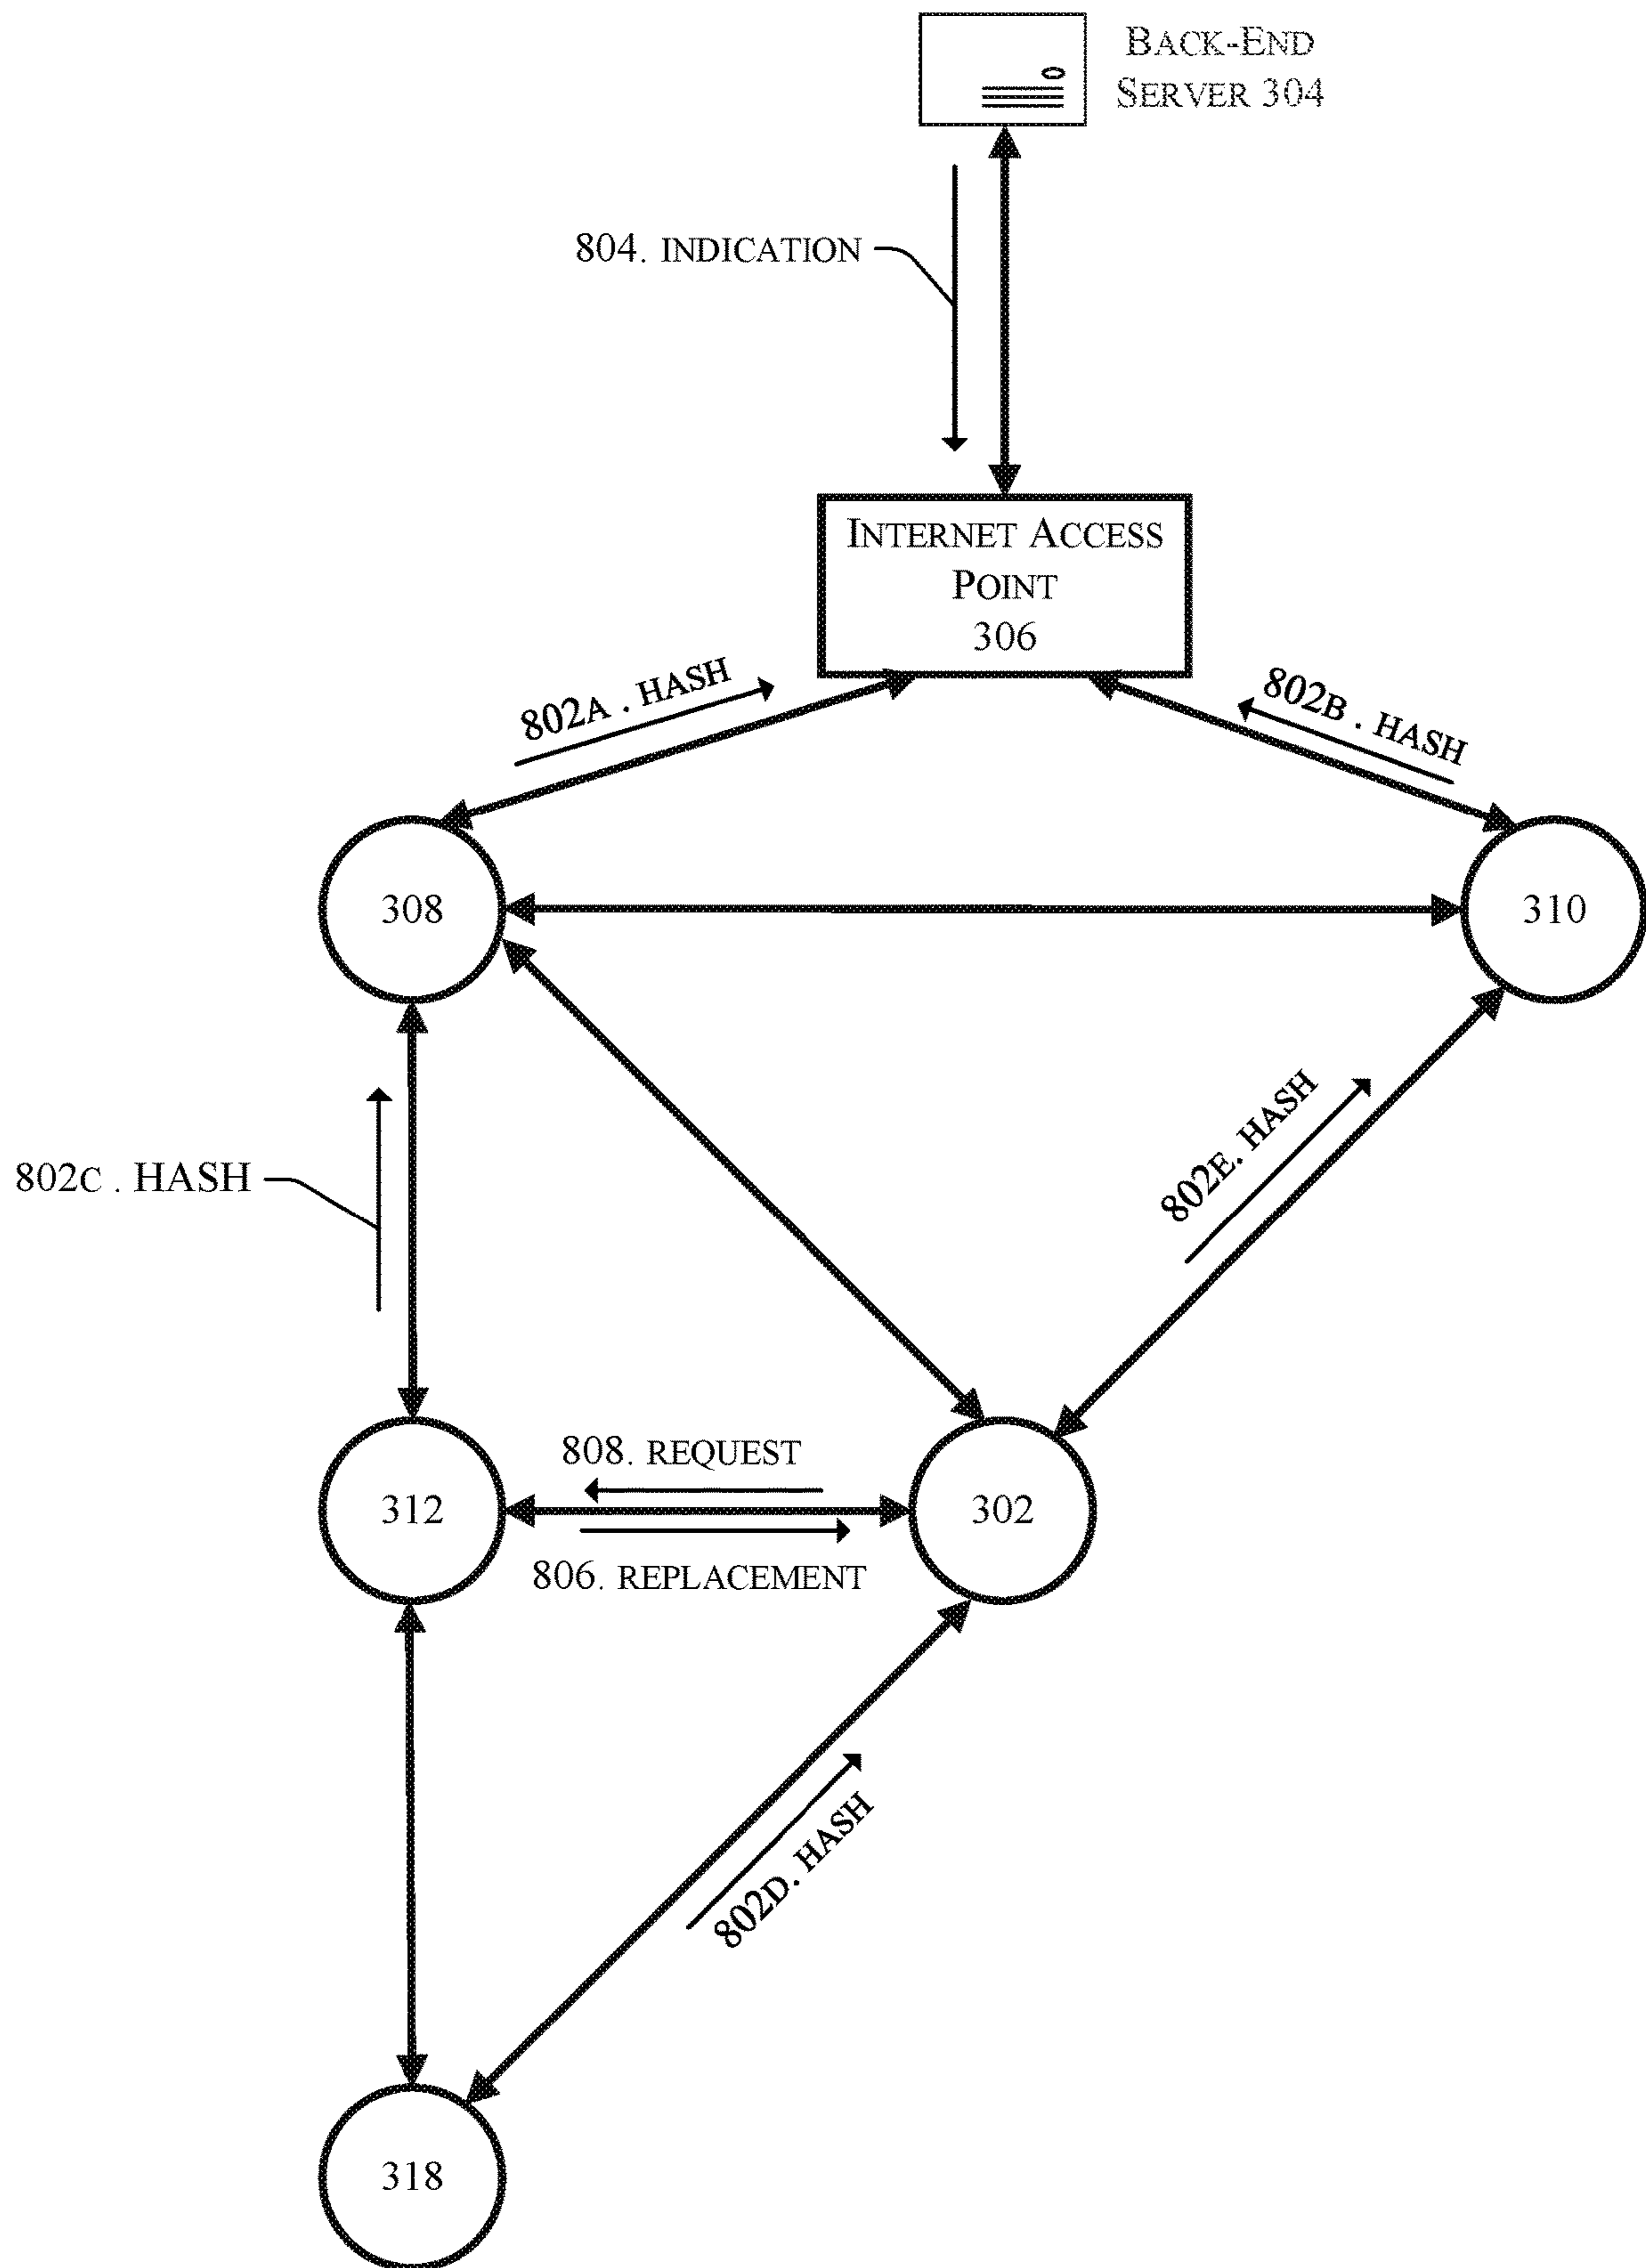 BACK-END
SERVER 304
804. INDICATION
INTERNET ACCESS
POINT
306
802A . HASH
802B . HASH
308
310
802C . HASH
802E. HASH
808. REQUEST
312
302
806. REPLACEMENT
802D. HASH
318